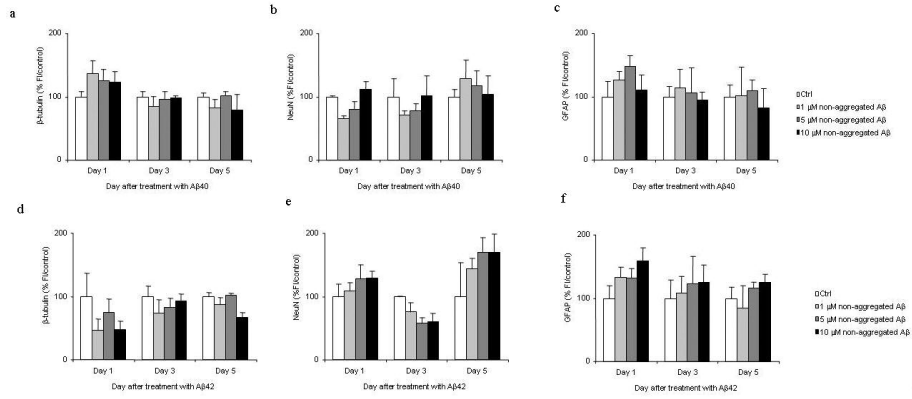 a
β-tubulin (% FI/control)
200
100
0
Day 1 Day 3 Day 5
Day after treatment with Aβ40
b
NeuN (%FI/control)
200
100
0
Day 1 Day 3 Day 5
Day after treatment with Aβ40
c
GFAP (% FI/control)
200
150
100
50
0
Day 1 Day 3 Day 5
Day after treatment with Aβ40
Ctrl
1 μM non-aggregated Aβ
5 μM non-aggregated Aβ
10 μM non-aggregated Aβ
d
β-tubulin (% FI/control)
200
100
0
Day 1 Day 3 Day 5
Day after treatment with Aβ42
e
NeuN (% FI/control)
200
100
0
Day 1 Day 3 Day 5
Day after treatment with Aβ42
f
GFAP (% FI/control)
200
150
100
50
0
Day 1 Day 3 Day 5
Day after treatment with Aβ42
Ctrl
1 μM non-aggregated Aβ
5 μM non-aggregated Aβ
10 μM non-aggregated Aβ